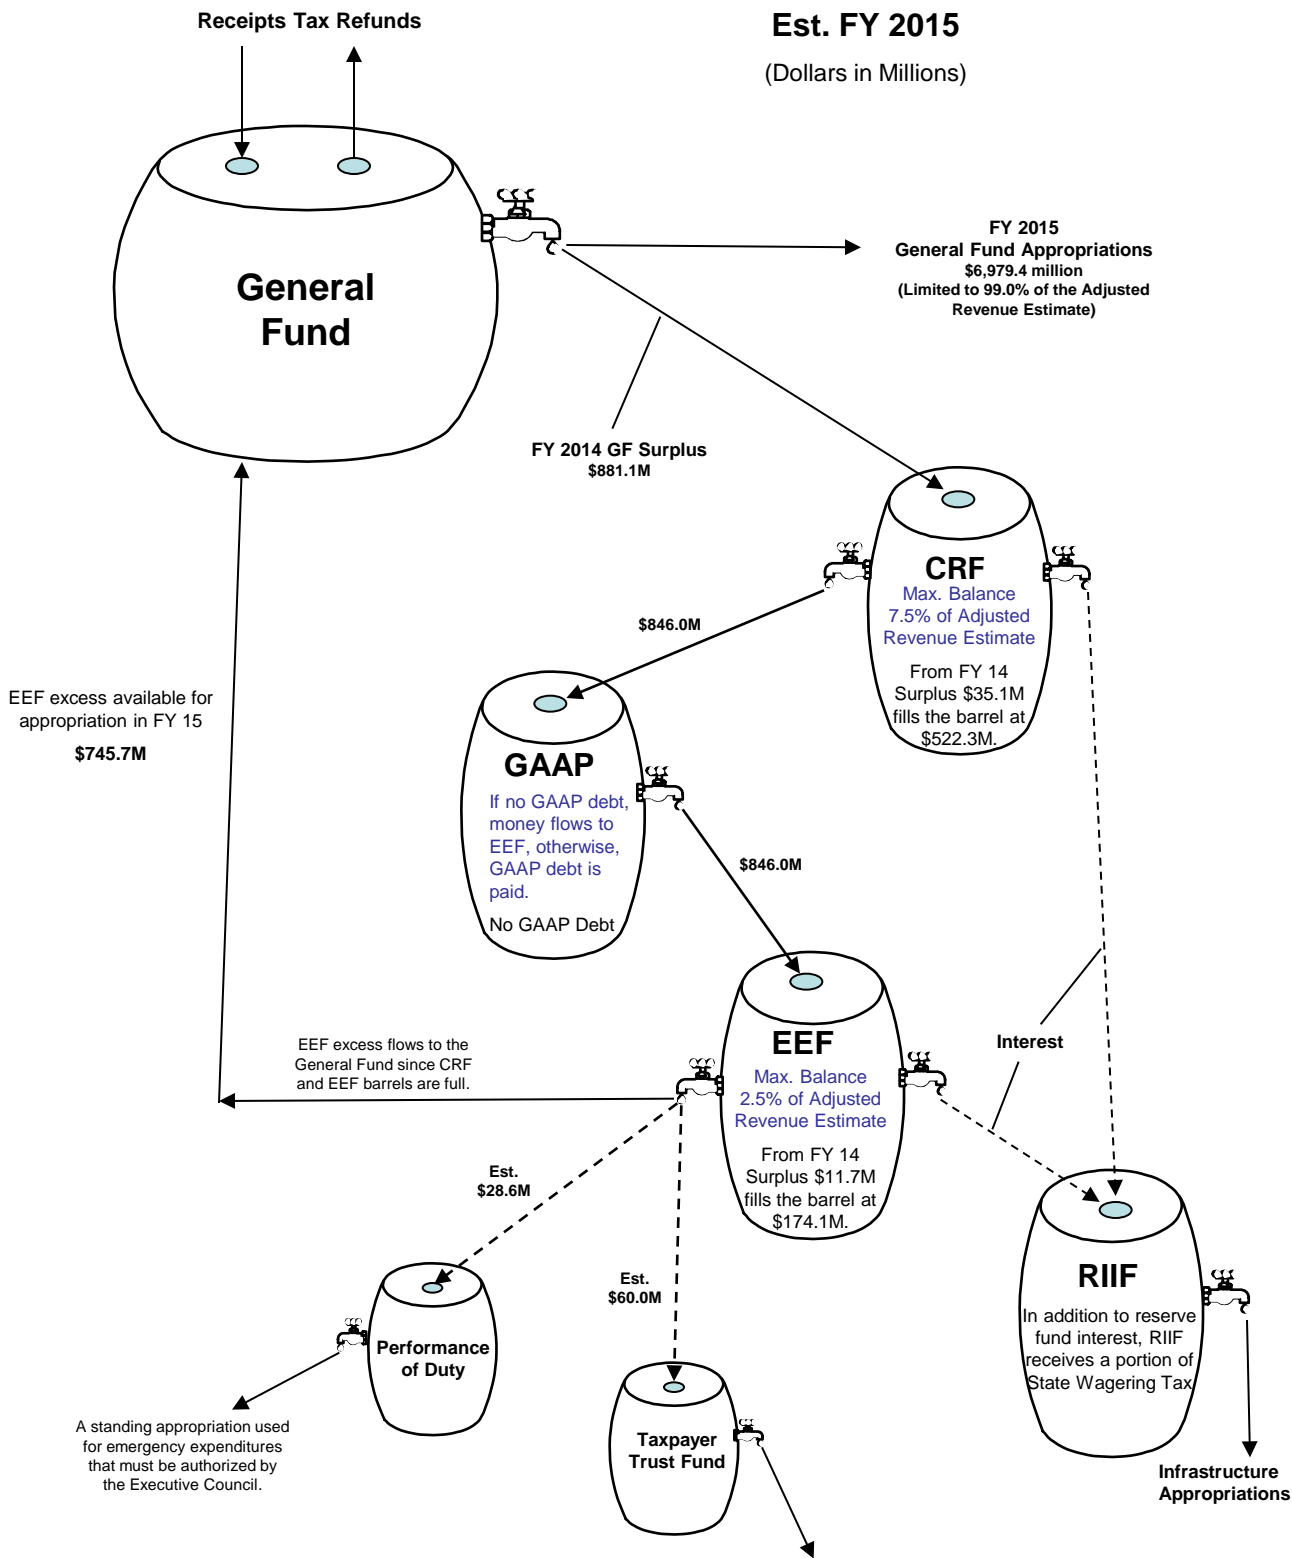 Receipts Tax Refunds
Est. FY 2015
(Dollars in Millions)
General
Fund
FY 2015
General Fund Appropriations
$6,979.4 million
(Limited to 99.0% of the Adjusted
Revenue Estimate)
FY 2014 GF Surplus
$881.1M
CRF
Max. Balance
7.5% of Adjusted
Revenue Estimate
From FY 14
Surplus $35.1M
fills the barrel at
$522.3M.
$846.0M
EEF excess available for
appropriation in FY 15
$745.7M
GAAP
If no GAAP debt,
money flows to
EEF, otherwise,
GAAP debt is
paid.
No GAAP Debt
$846.0M
EEF
Max. Balance
2.5% of Adjusted
Revenue Estimate
From FY 14
Surplus $11.7M
fills the barrel at
$174.1M.
EEF excess flows to the
General Fund since CRF
and EEF barrels are full.
Interest
Est.
$28.6M
Est.
$60.0M
RIIF
In addition to reserve
fund interest, RIIF
receives a portion of
State Wagering Tax
Performance
of Duty
A standing appropriation used
for emergency expenditures
that must be authorized by
the Executive Council.
Taxpayer
Trust Fund
Infrastructure
Appropriations